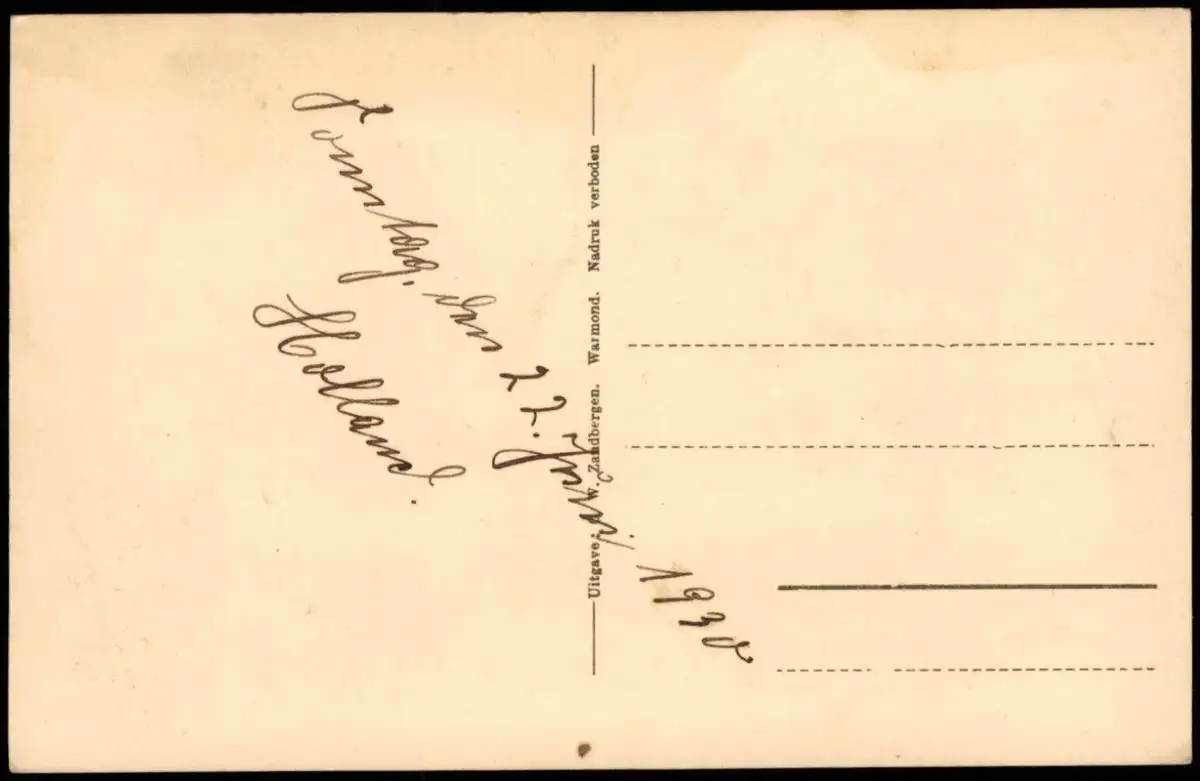 Sonntag, den 22. Juni 1930
Holland.
Uitgave: W. Zandbergen. Warmond. Nadruk verboden